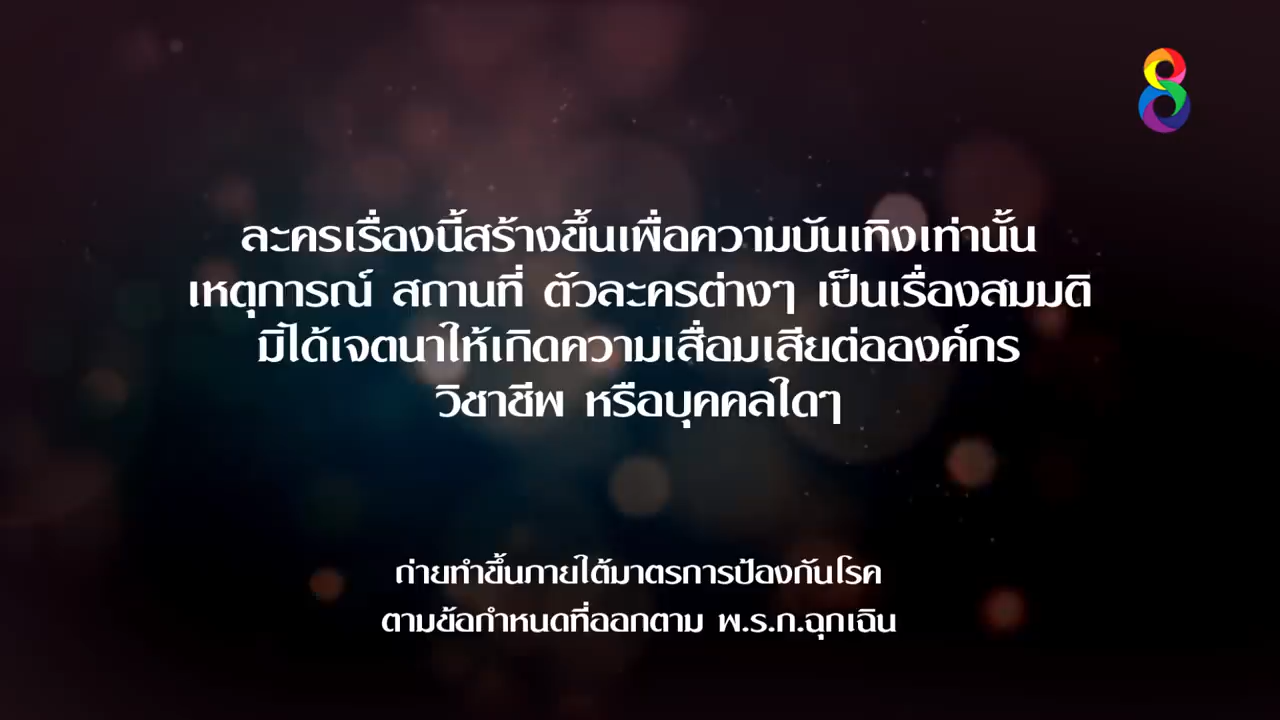 8
ละครเรื่องนี้สร้างขึ้นเพื่อความบันเทิงเท่านั้น
เหตุการณ์ สถานที่ ตัวละครต่างๆ เป็นเรื่องสมมติ
มิได้เจตนาให้เกิดความเสื่อมเสียต่อองค์กร
วิชาชีพ หรือบุคคลใดๆ
ถ่ายทำขึ้นภายใต้มาตรการป้องกันโรค
ตามข้อกำหนดที่ออกตาม พ.ร.ก.ฉุกเฉิน